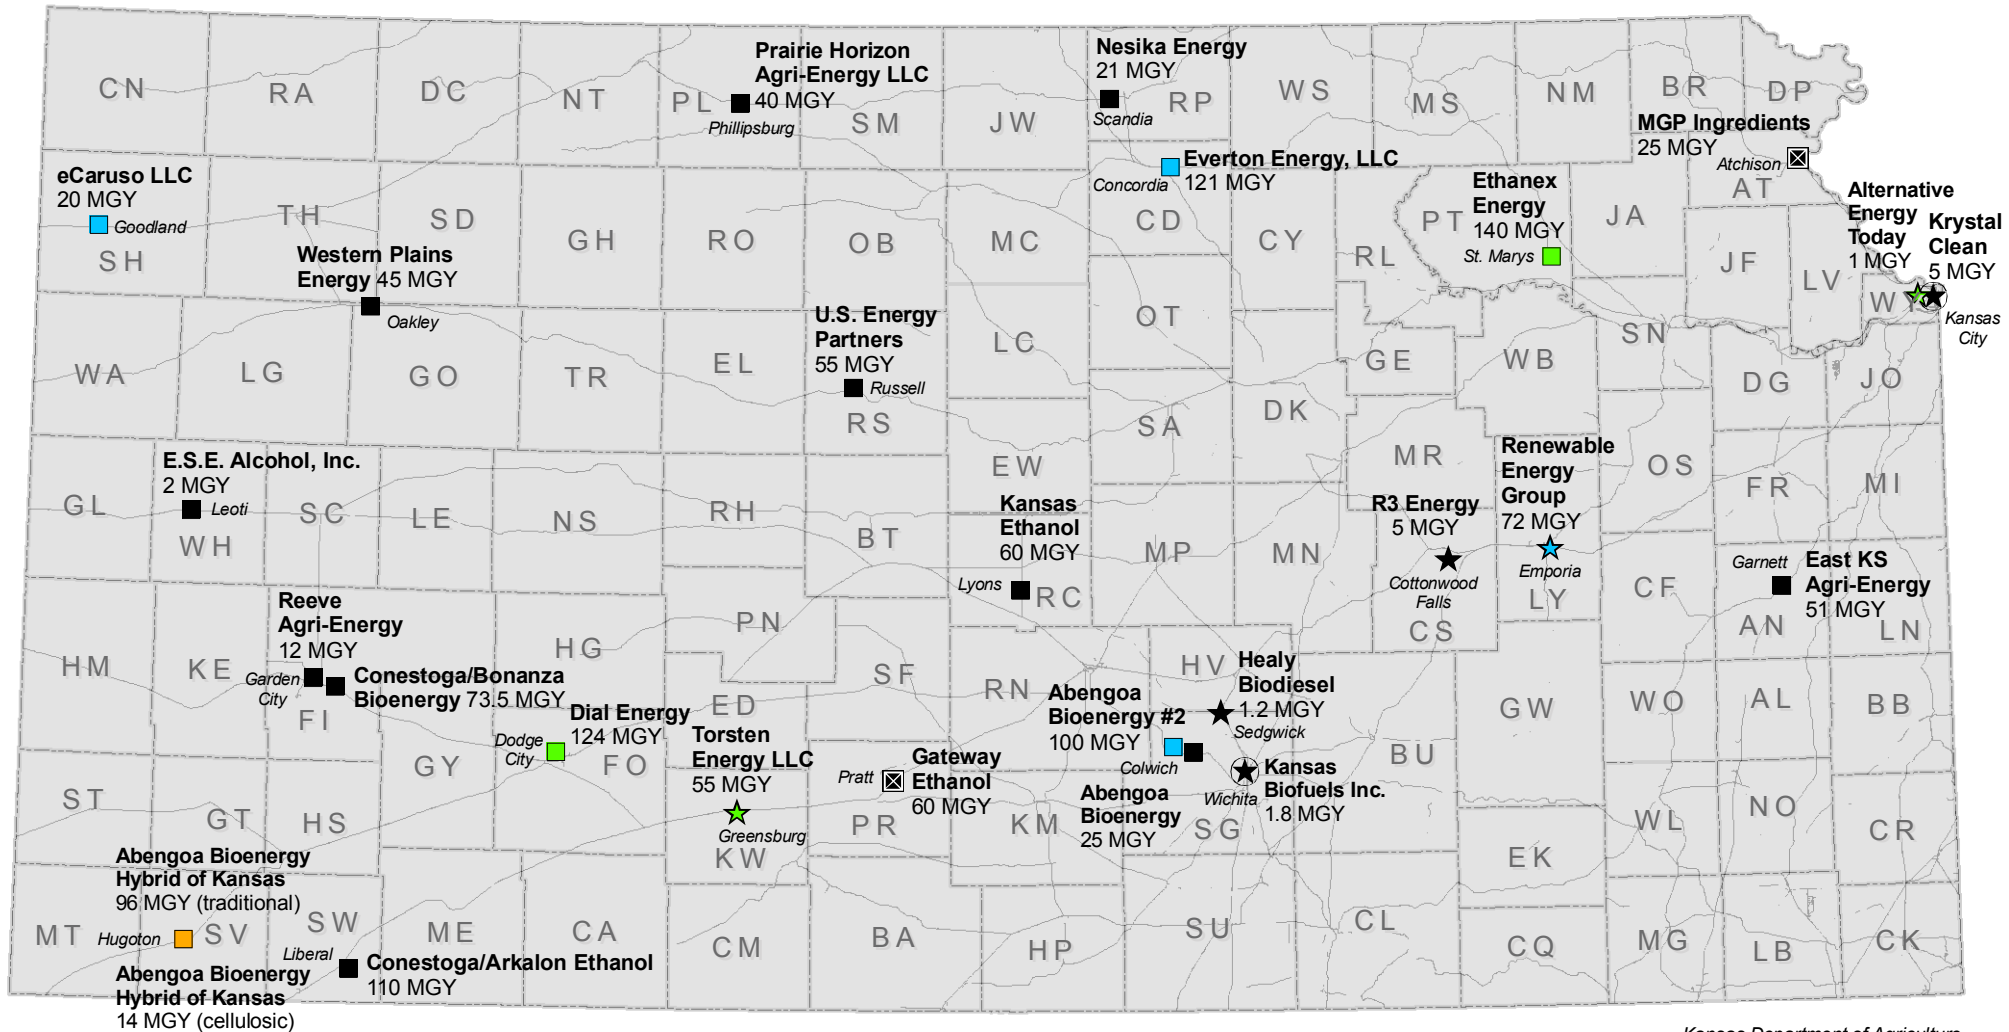 Nesika Energy
21 MGY
Scandia
Prairie Horizon
Agri-Energy LLC
40 MGY
Phillipsburg
CN
RA
DC
NT
PL
SM
JW
RP
WS
MS
NM
BR
DP
MGP Ingredients
25 MGY
Atchison
AT
Everton Energy, LLC
121 MGY
Concordia
CD
eCaruso LLC
20 MGY
Goodland
SH
TH
SD
GH
RO
OB
MC
CY
RL
PT
Ethanex
Energy
140 MGY
St. Marys
JA
JF
LV
Alternative
Energy
Today
1 MGY
Krystal
Clean
5 MGY
WY
Kansas
City
Western Plains
Energy 45 MGY
Oakley
U.S. Energy
Partners
55 MGY
Russell
RS
WA
LG
GO
TR
EL
LC
OT
GE
WB
SN
DG
JO
SA
DK
E.S.E. Alcohol, Inc.
2 MGY
Leoti
WH
GL
SC
LE
NS
RH
BT
EW
Kansas
Ethanol
60 MGY
Lyons
RC
MP
MN
MR
R3 Energy
5 MGY
Cottonwood
Falls
CS
Renewable
Energy
Group
72 MGY
Emporia
LY
OS
FR
MI
CF
Garnett
East KS
Agri-Energy
51 MGY
AN
LN
Reeve
Agri-Energy
12 MGY
Garden
City
FI
Conestoga/Bonanza
Bioenergy 73.5 MGY
HM
KE
HG
PN
ED
SF
RN
HV
Healy
Biodiesel
1.2 MGY
Sedgwick
Abengoa
Bioenergy #2
100 MGY
Colwich
Abengoa
Bioenergy
25 MGY
Kansas
Biofuels Inc.
1.8 MGY
Wichita
SG
BU
GW
WO
AL
BB
Dial Energy
124 MGY
Dodge
City
FO
GY
Torsten
Energy LLC
55 MGY
Greensburg
KW
Gateway
Ethanol
60 MGY
Pratt
PR
KM
ST
GT
HS
EK
WL
NO
CR
Abengoa Bioenergy
Hybrid of Kansas
96 MGY (traditional)
Hugoton
SV
MT
Abengoa Bioenergy
Hybrid of Kansas
14 MGY (cellulosic)
SW
Liberal
Conestoga/Arkalon Ethanol
110 MGY
ME
CA
CM
BA
HP
SU
CL
CQ
MG
LB
CK